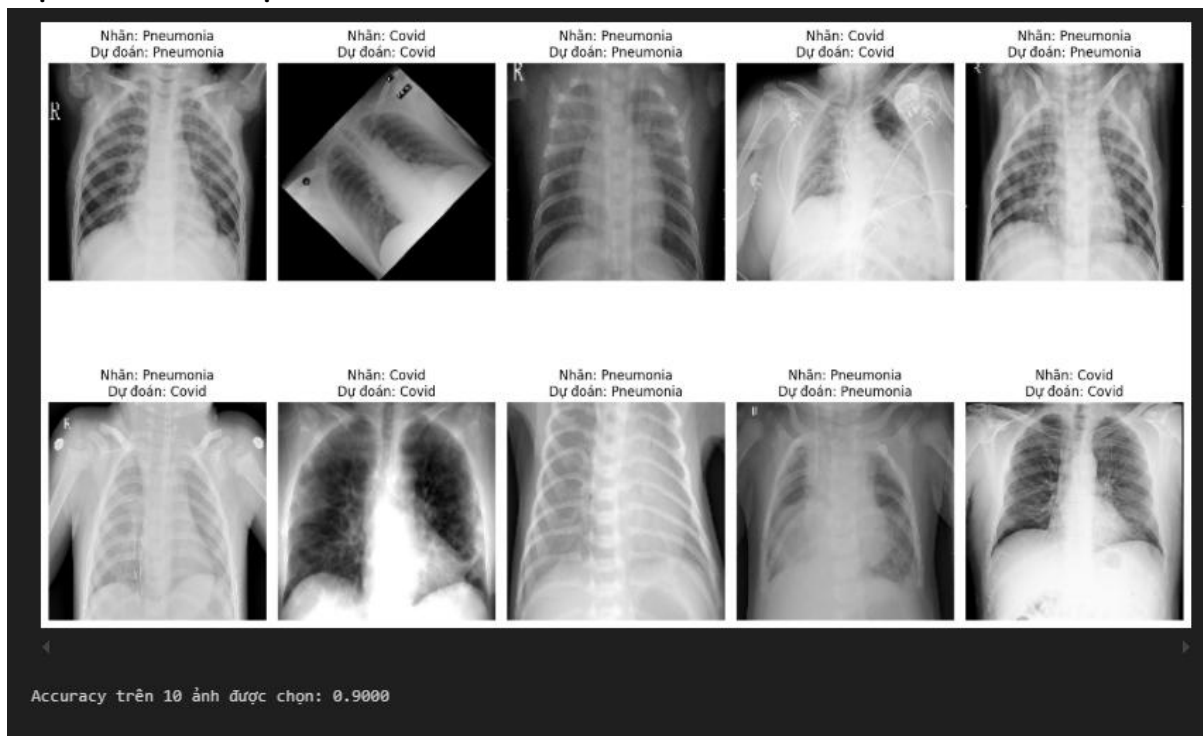 Nhãn: Pneumonia
Dự đoán: Pneumonia
Nhãn: Covid
Dự đoán: Covid
Nhãn: Pneumonia
Dự đoán: Pneumonia
Nhãn: Covid
Dự đoán: Covid
Nhãn: Pneumonia
Dự đoán: Pneumonia
R
R
Nhãn: Pneumonia
Dự đoán: Covid
Nhãn: Covid
Dự đoán: Covid
Nhãn: Pneumonia
Dự đoán: Pneumonia
Nhãn: Pneumonia
Dự đoán: Pneumonia
Nhãn: Covid
Dự đoán: Covid
R
Accuracy trên 10 ảnh được chọn: 0.9000